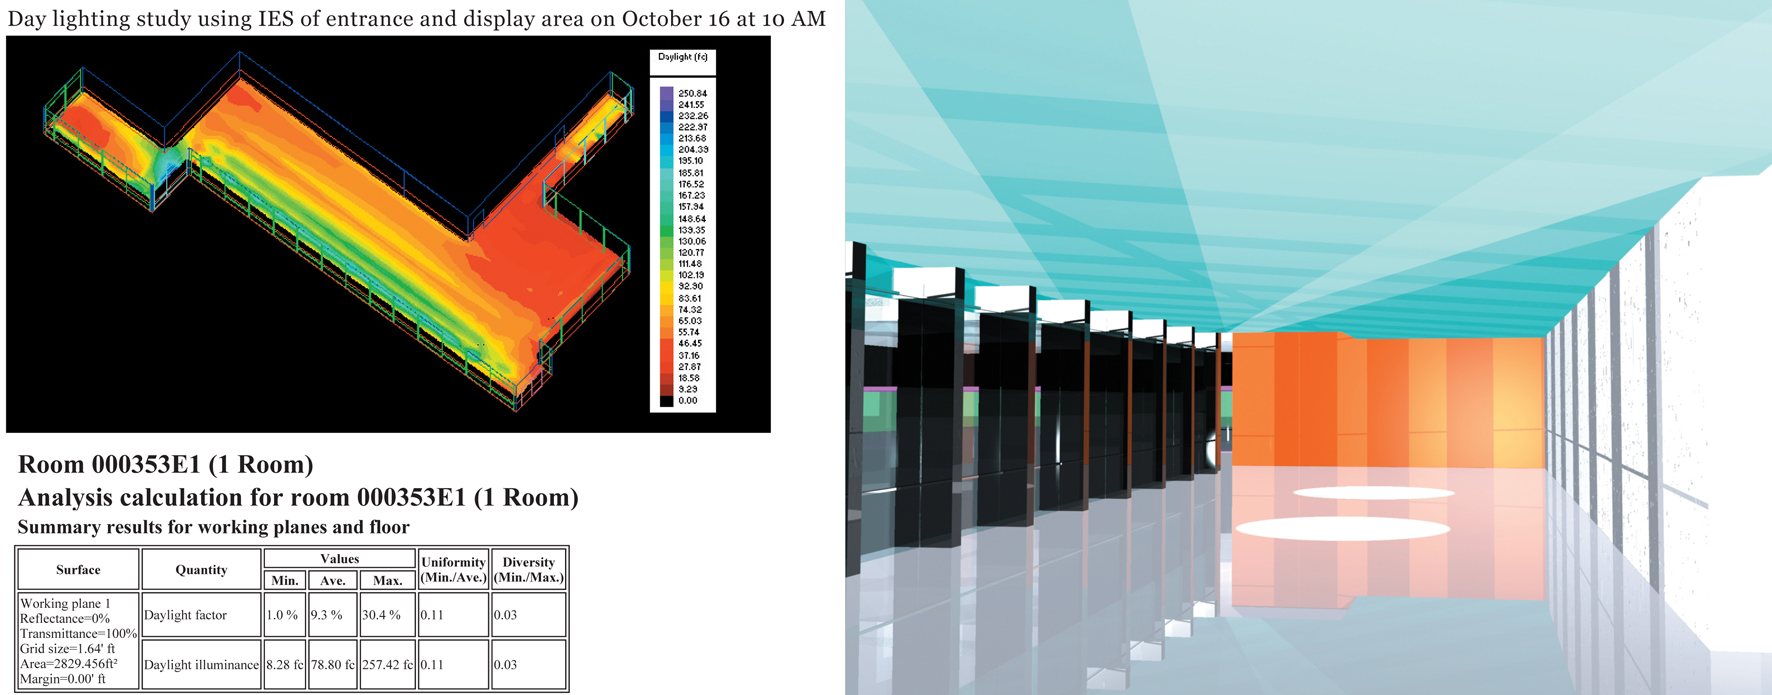 Day lighting study using IES of entrance and display area on October 16 at 10 AM
Daylight (fc)
250.84
241.55
232.26
222.97
213.68
204.39
195.10
185.81
176.52
167.23
157.94
148.64
139.35
130.06
120.77
111.48
102.19
92.90
83.61
74.32
65.03
55.74
46.45
37.16
27.87
18.58
9.29
0.00
Room 000353E1 (1 Room)
Analysis calculation for room 000353E1 (1 Room)
Summary results for working planes and floor
Surface Quantity Values Uniformity (Min./Ave.) Diversity (Min./Max.)
Min. Ave. Max.
Working plane 1
Reflectance=0%
Transmittance=100%
Grid size=1.64' ft
Area=2829.456ft²
Margin=0.00' ft
Daylight factor 1.0 % 9.3 % 30.4 % 0.11 0.03
Daylight illuminance 8.28 fc 78.80 fc 257.42 fc 0.11 0.03